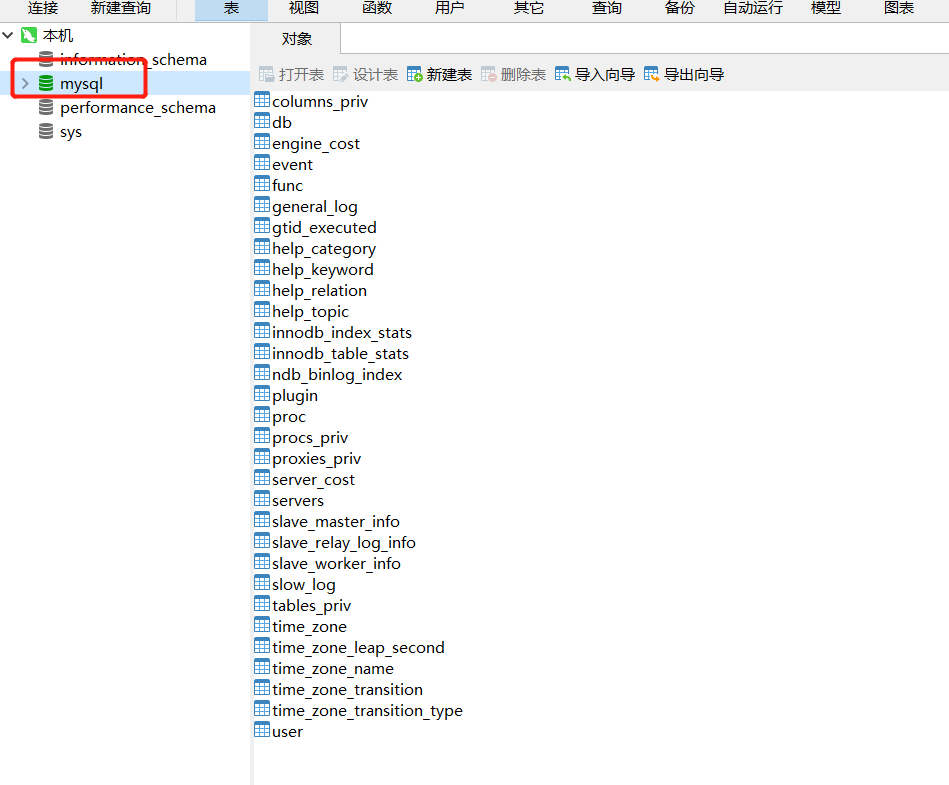 连接 新建查询 表 视图 函数 用户 其它 查询 备份 自动运行 模型 图表
本机
information_schema
mysql
performance_schema
sys
对象
打开表 设计表 新建表 删除表 导入向导 导出向导
columns_priv
db
engine_cost
event
func
general_log
gtid_executed
help_category
help_keyword
help_relation
help_topic
innodb_index_stats
innodb_table_stats
ndb_binlog_index
plugin
proc
procs_priv
proxies_priv
server_cost
servers
slave_master_info
slave_relay_log_info
slave_worker_info
slow_log
tables_priv
time_zone
time_zone_leap_second
time_zone_name
time_zone_transition
time_zone_transition_type
user